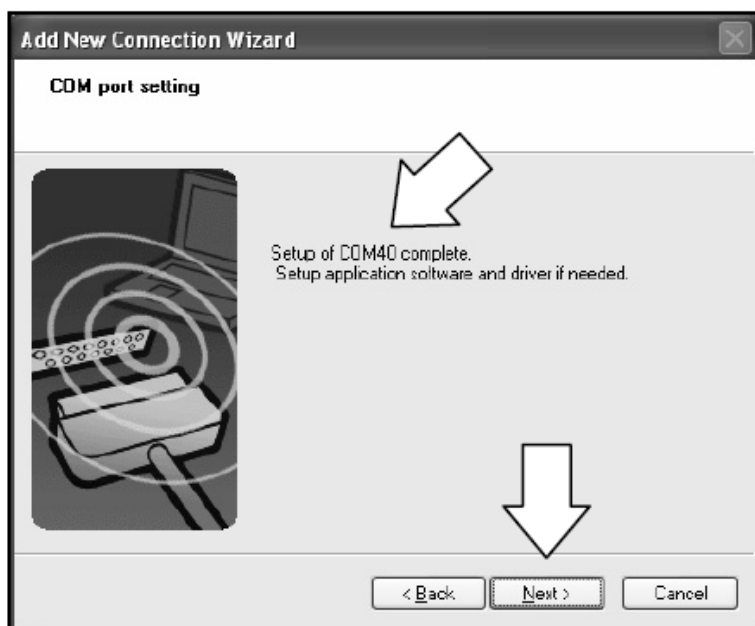 Add New Connection Wizard
COM port setting
Setup of COM40 complete.
Setup application software and driver if needed.
< Back
Next >
Cancel